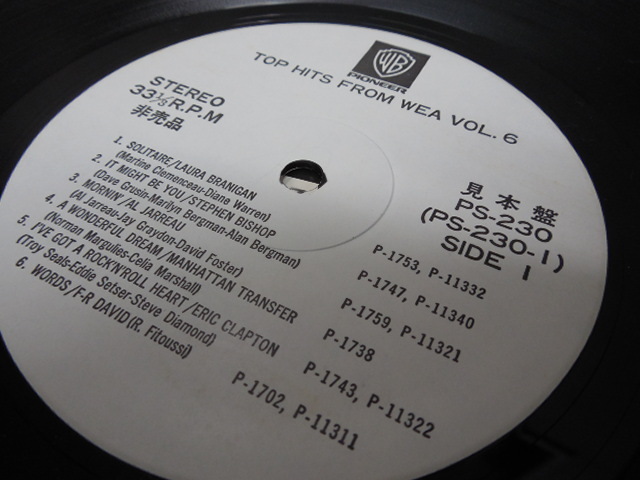 WB
PIONEER
TOP HITS FROM WEA VOL. 6
STEREO
33⅓R.P.M
非売品
見本盤
PS-230
(PS-230-1)
SIDE 1
1. SOLITAIRE/LAURA BRANIGAN
(Martine Clemenceau-Diane Warren)
P-1753, P-11332
2. IT MIGHT BE YOU/STEPHEN BISHOP
(Dave Grusin-Marilyn Bergman-Alan Bergman)
P-1747, P-11340
3. MORNIN'/AL JARREAU
(Al Jarreau-Jay Graydon-David Foster)
P-1759, P-11321
4. A WONDERFUL DREAM/MANHATTAN TRANSFER
(Norman Margulies-Celia Marshall)
P-1738
5. I'VE GOT A ROCK'N'ROLL HEART/ERIC CLAPTON
(Troy Seals-Eddie Setser-Steve Diamond)
P-1743, P-11322
6. WORDS/F-R DAVID(R. Fitoussi)
P-1702, P-11311